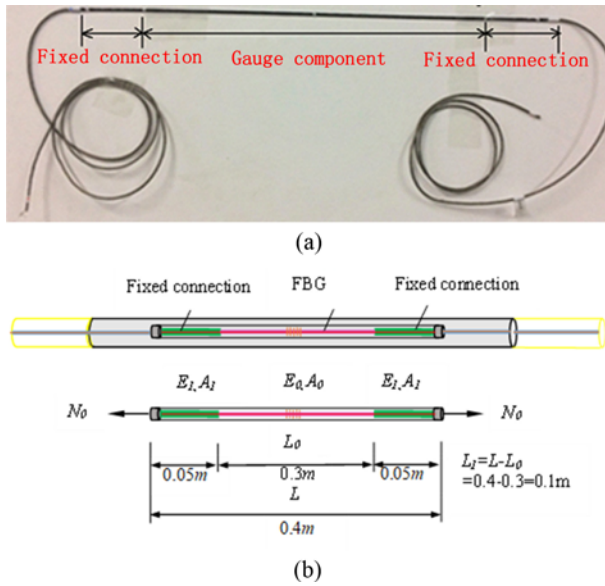 Fixed connection Gauge component Fixed connection
(a)
Fixed connection FBG Fixed connection
E₁,A₁ E₀,A₀ E₁,A₁
N₀ N₀
L₀
0.05m 0.3m 0.05m
L
0.4m
L₁=L-L₀
=0.4-0.3=0.1m
(b)